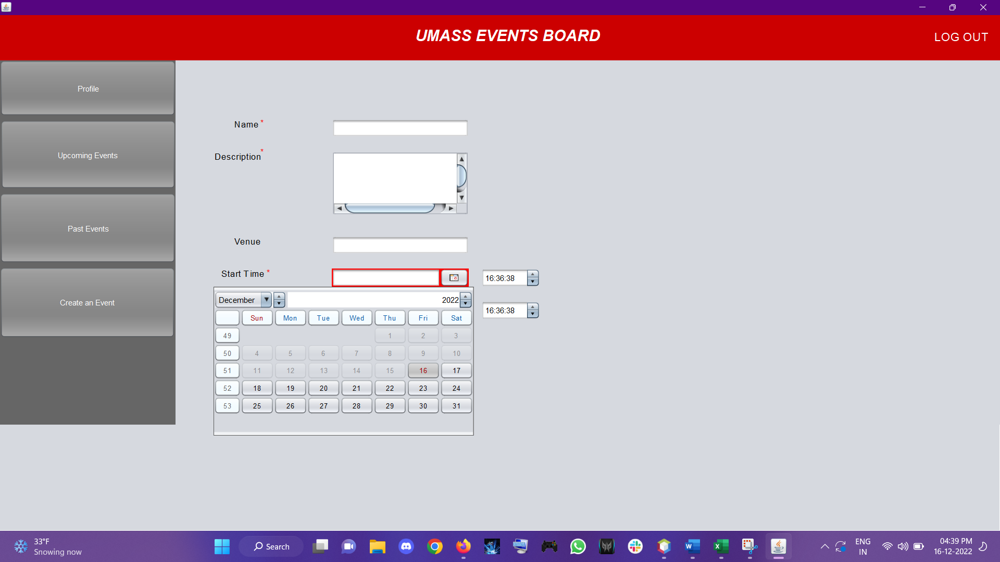 UMASS EVENTS BOARD
LOG OUT
Profile
Upcoming Events
Past Events
Create an Event
Name *
Description *
Venue
Start Time *
16:36:38
December 2022
Sun Mon Tue Wed Thu Fri Sat
16:36:38
49 1 2 3
50 4 5 6 7 8 9 10
51 11 12 13 14 15 16 17
52 18 19 20 21 22 23 24
53 25 26 27 28 29 30 31
33°F
Snowing now
Search
ENG
IN
04:39 PM
16-12-2022